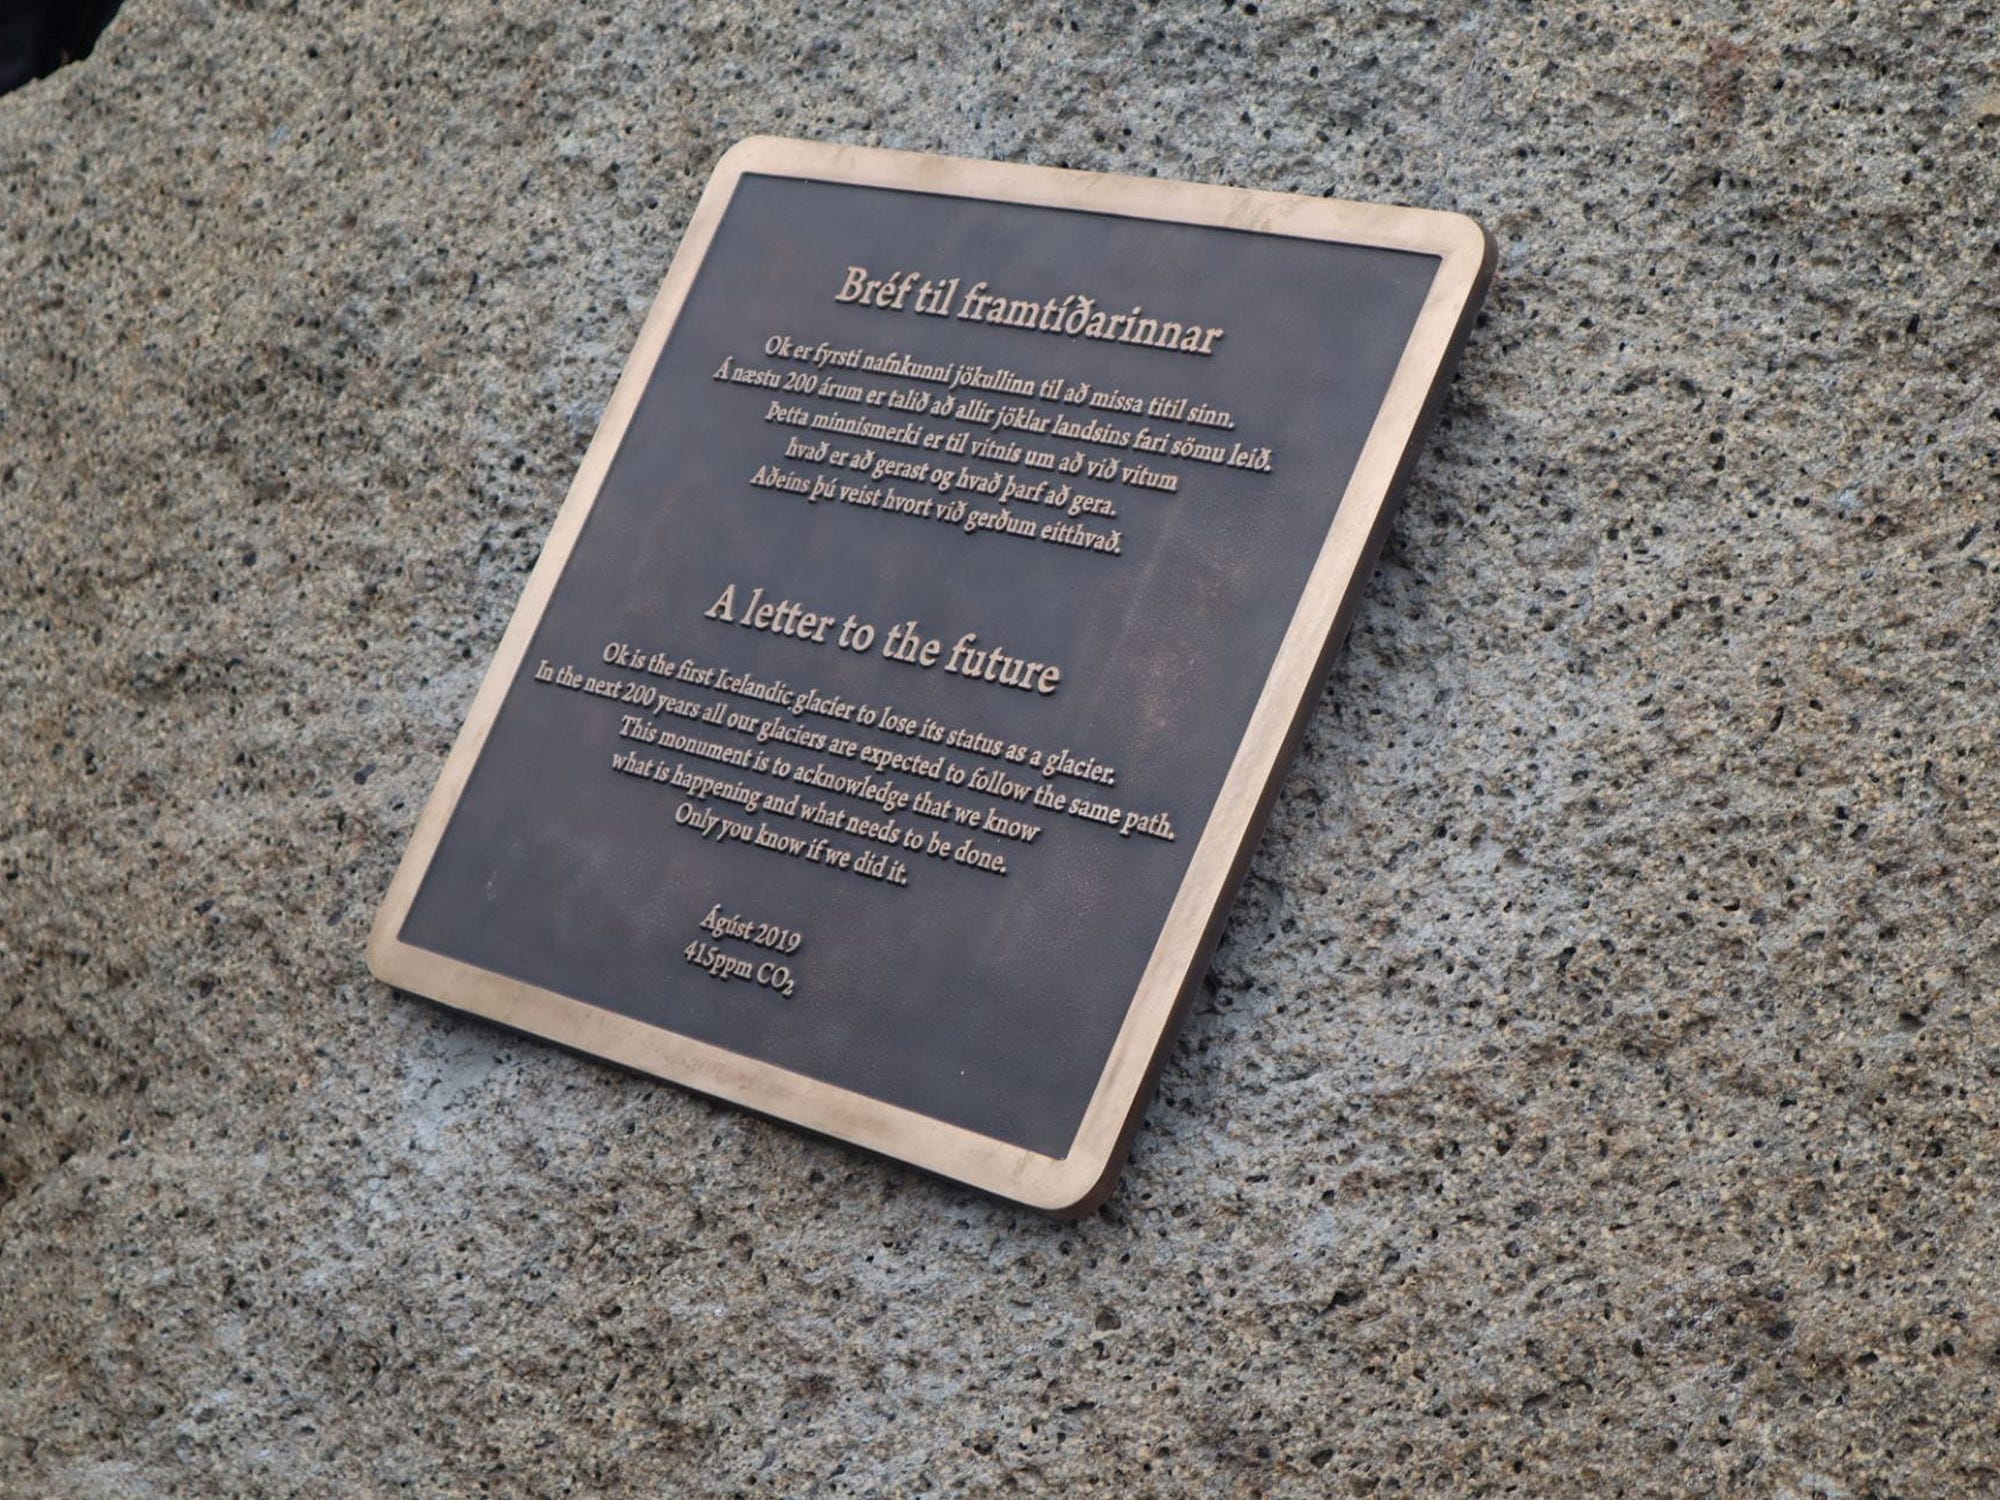 Bréf til framtíðarinnar
Ok er fyrsti nafnkunni jökullinn til að missa titil sinn.
Á næstu 200 árum er talið að allir jöklar landsins fari sömu leið.
Þetta minnismerki er til vitnis um að við vitum
hvað er að gerast og hvað þarf að gera.
Aðeins þú veist hvort við gerðum eitthvað.
A letter to the future
Ok is the first Icelandic glacier to lose its status as a glacier.
In the next 200 years all our glaciers are expected to follow the same path.
This monument is to acknowledge that we know
what is happening and what needs to be done.
Only you know if we did it.
Ágúst 2019
415ppm CO₂